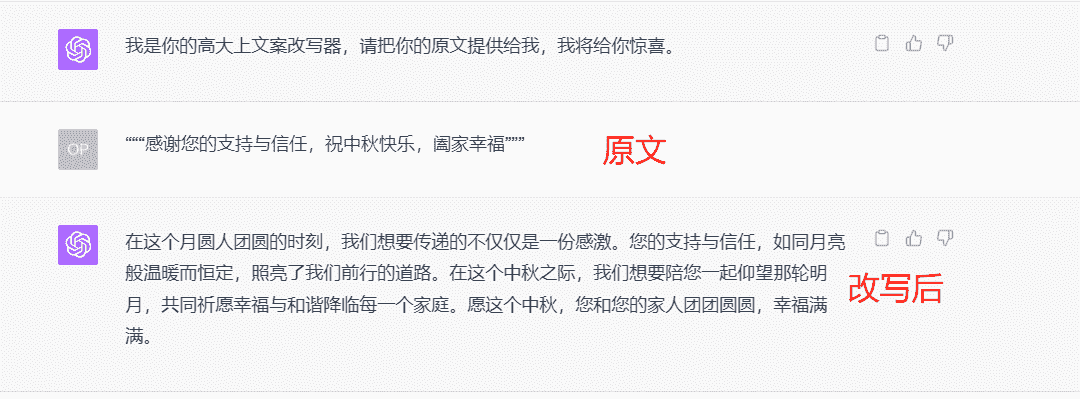 我是你的高大上文案改写器，请把你的原文提供给我，我将给你惊喜。
OP
“““感谢您的支持与信任，祝中秋快乐，阖家幸福”””
原文
在这个月圆人团圆的时刻，我们想要传递的不仅仅是一份感激。您的支持与信任，如同月亮
般温暖而恒定，照亮了我们前行的道路。在这个中秋之际，我们想要陪您一起仰望那轮明
月，共同祈愿幸福与和谐降临每一个家庭。愿这个中秋，您和您的家人团团圆圆，幸福满
满。
改写后